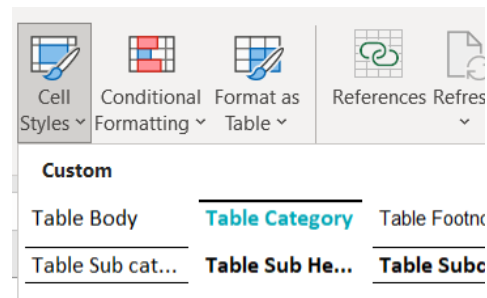 Cell Styles
Conditional Formatting
Format as Table
References
Refres
Custom
Table Body
Table Category
Table Footno
Table Sub cat...
Table Sub He...
Table Subc